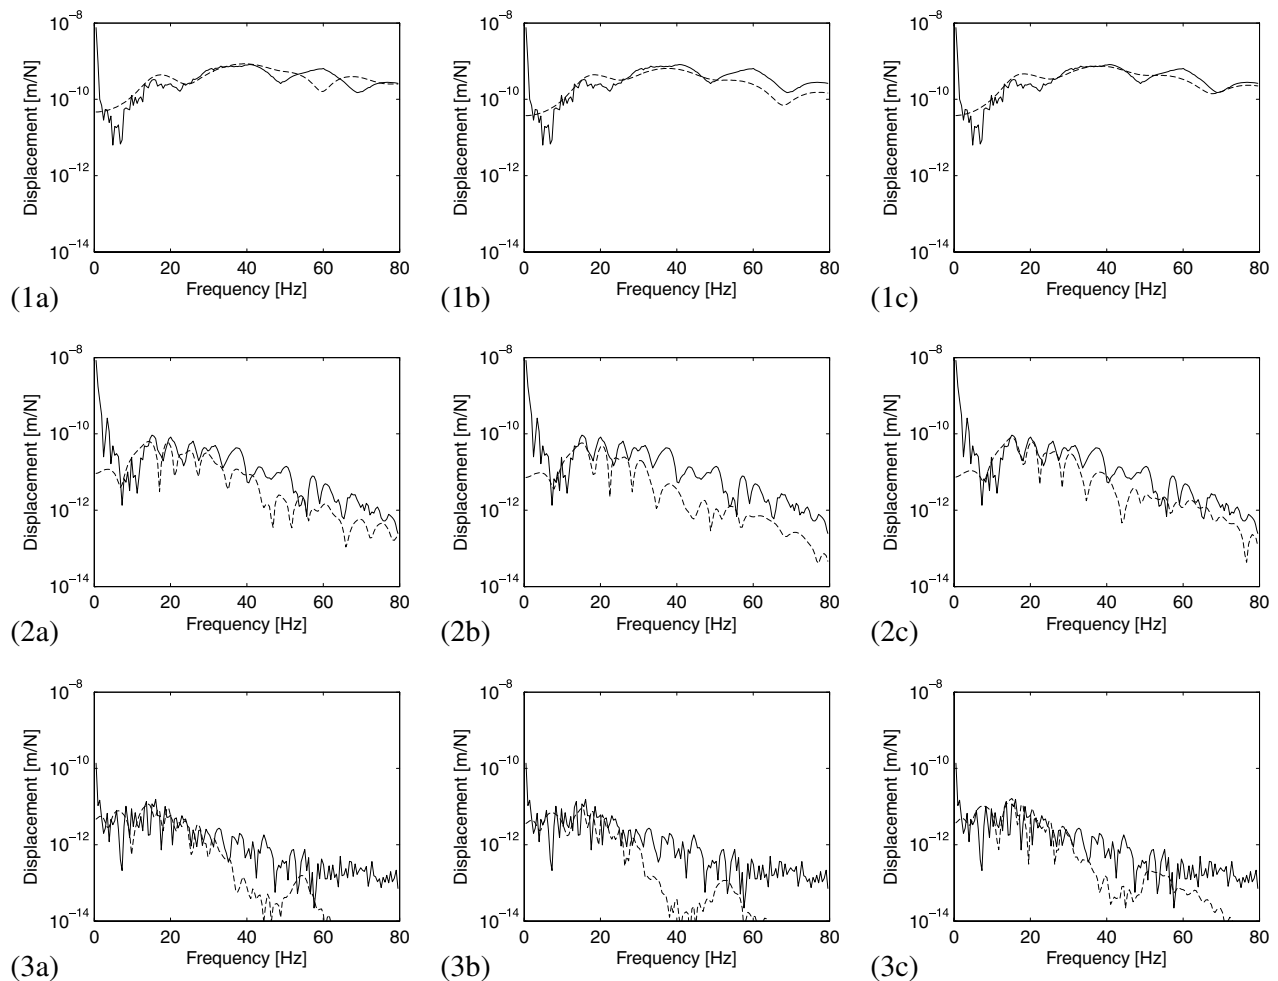 10⁻⁸
10⁻¹⁰
10⁻¹²
10⁻¹⁴
Displacement [m/N]
0 20 40 60 80
Frequency [Hz]
(1a)
10⁻⁸
10⁻¹⁰
10⁻¹²
10⁻¹⁴
Displacement [m/N]
0 20 40 60 80
Frequency [Hz]
(1b)
10⁻⁸
10⁻¹⁰
10⁻¹²
10⁻¹⁴
Displacement [m/N]
0 20 40 60 80
Frequency [Hz]
(1c)
10⁻⁸
10⁻¹⁰
10⁻¹²
10⁻¹⁴
Displacement [m/N]
0 20 40 60 80
Frequency [Hz]
(2a)
10⁻⁸
10⁻¹⁰
10⁻¹²
10⁻¹⁴
Displacement [m/N]
0 20 40 60 80
Frequency [Hz]
(2b)
10⁻⁸
10⁻¹⁰
10⁻¹²
10⁻¹⁴
Displacement [m/N]
0 20 40 60 80
Frequency [Hz]
(2c)
10⁻⁸
10⁻¹⁰
10⁻¹²
10⁻¹⁴
Displacement [m/N]
0 20 40 60 80
Frequency [Hz]
(3a)
10⁻⁸
10⁻¹⁰
10⁻¹²
10⁻¹⁴
Displacement [m/N]
0 20 40 60 80
Frequency [Hz]
(3b)
10⁻⁸
10⁻¹⁰
10⁻¹²
10⁻¹⁴
Displacement [m/N]
0 20 40 60 80
Frequency [Hz]
(3c)